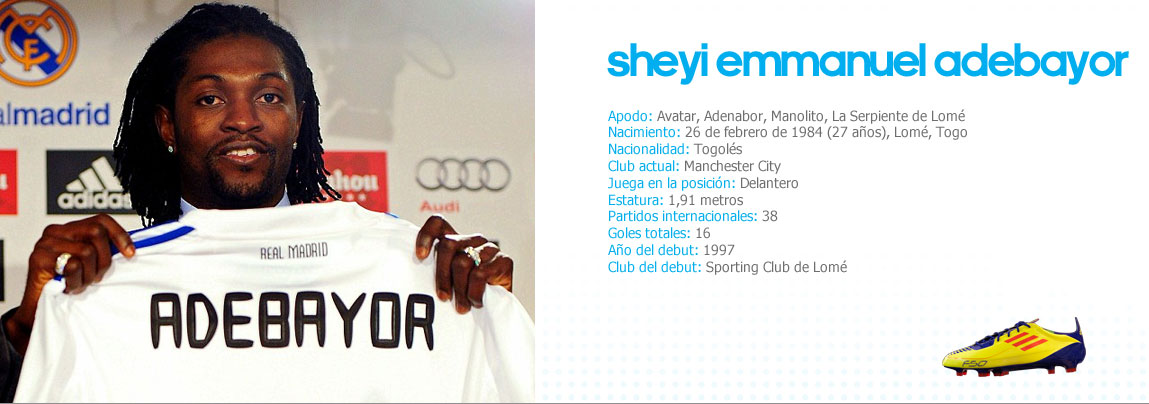 almadrid
adidas
hou
Audi
REAL MADRID
ADEBAYOR
sheyi emmanuel adebayor
Apodo: Avatar, Adenabor, Manolito, La Serpiente de Lomé
Nacimiento: 26 de febrero de 1984 (27 años), Lomé, Togo
Nacionalidad: Togolés
Club actual: Manchester City
Juega en la posición: Delantero
Estatura: 1,91 metros
Partidos internacionales: 38
Goles totales: 16
Año del debut: 1997
Club del debut: Sporting Club de Lomé
F50